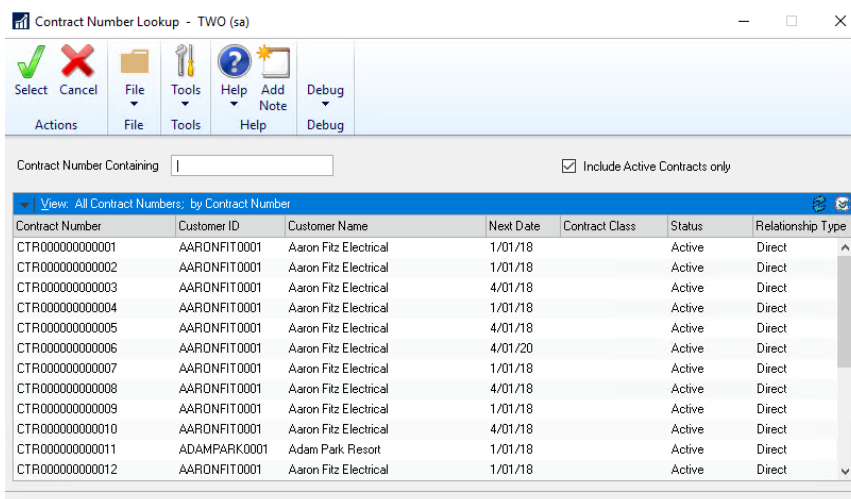 Contract Number Lookup - TWO (sa)
Select Cancel File Tools Help Add Note Debug
Actions File Tools Help Debug
Contract Number Containing Include Active Contracts only
View: All Contract Numbers; by Contract Number
Contract Number Customer ID Customer Name Next Date Contract Class Status Relationship Type
CTR000000000001 AARONFIT0001 Aaron Fitz Electrical 1/01/18 Active Direct
CTR000000000002 AARONFIT0001 Aaron Fitz Electrical 1/01/18 Active Direct
CTR000000000003 AARONFIT0001 Aaron Fitz Electrical 4/01/18 Active Direct
CTR000000000004 AARONFIT0001 Aaron Fitz Electrical 1/01/18 Active Direct
CTR000000000005 AARONFIT0001 Aaron Fitz Electrical 4/01/18 Active Direct
CTR000000000006 AARONFIT0001 Aaron Fitz Electrical 4/01/20 Active Direct
CTR000000000007 AARONFIT0001 Aaron Fitz Electrical 1/01/18 Active Direct
CTR000000000008 AARONFIT0001 Aaron Fitz Electrical 4/01/18 Active Direct
CTR000000000009 AARONFIT0001 Aaron Fitz Electrical 1/01/18 Active Direct
CTR000000000010 AARONFIT0001 Aaron Fitz Electrical 4/01/18 Active Direct
CTR000000000011 ADAMPARK0001 Adam Park Resort 1/01/18 Active Direct
CTR000000000012 AARONFIT0001 Aaron Fitz Electrical 1/01/18 Active Direct